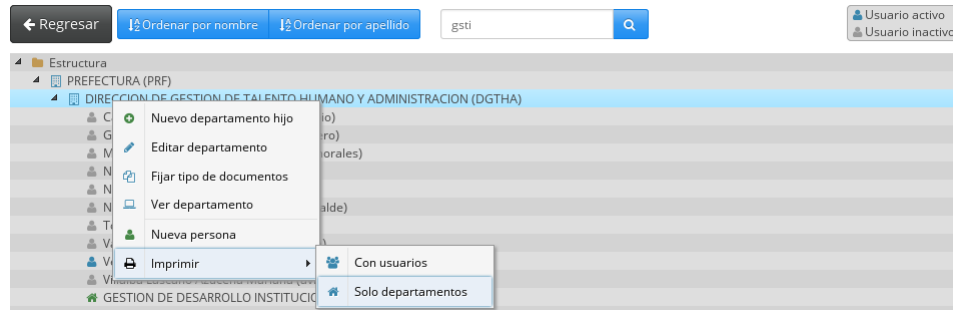 Regresar
Ordenar por nombre
Ordenar por apellido
gsti
Usuario activo
Usuario inactivo
Estructura
PREFECTURA (PRF)
DIRECCION DE GESTION DE TALENTO HUMANO Y ADMINISTRACION (DGTHA)
Nuevo departamento hijo
Editar departamento
Fijar tipo de documentos
Ver departamento
Nueva persona
Imprimir
Con usuarios
Solo departamentos
GESTION DE DESARROLLO